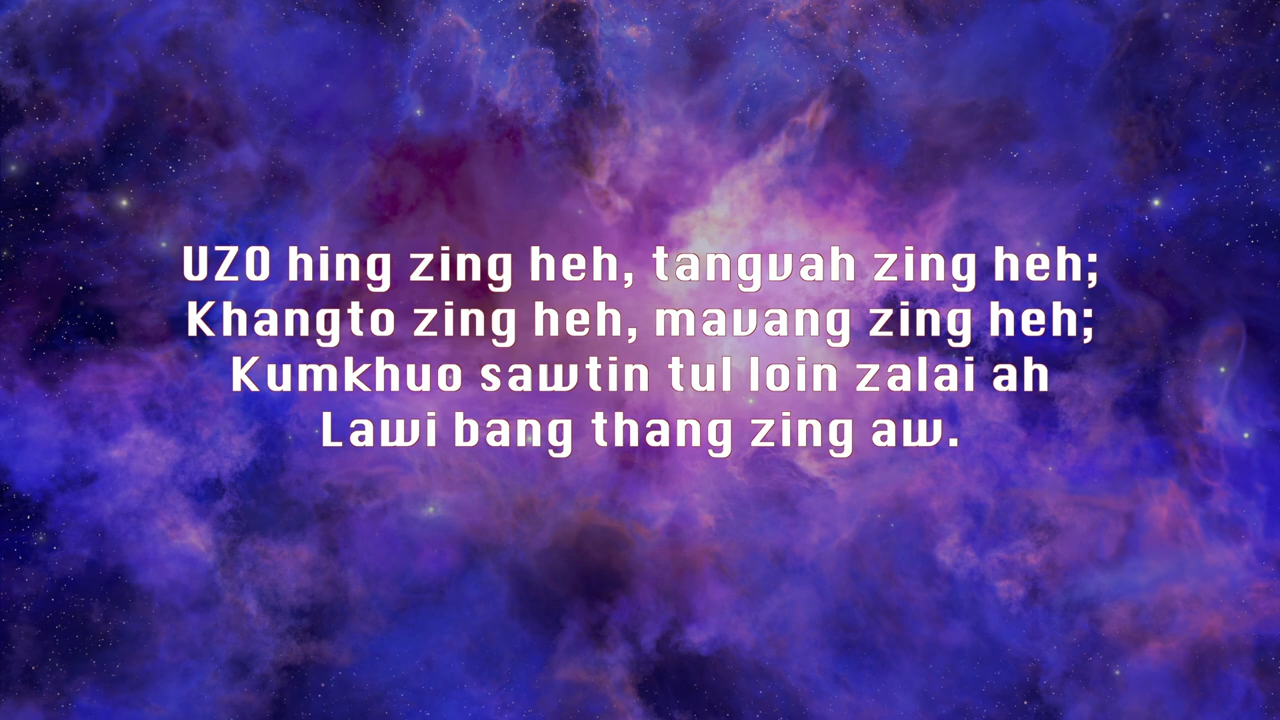 UZO hing zing heh, tangvah zing heh;
Khangto zing heh, mavang zing heh;
Kumkhuo sawtin tul loin zalai ah
Lawi bang thang zing aw.